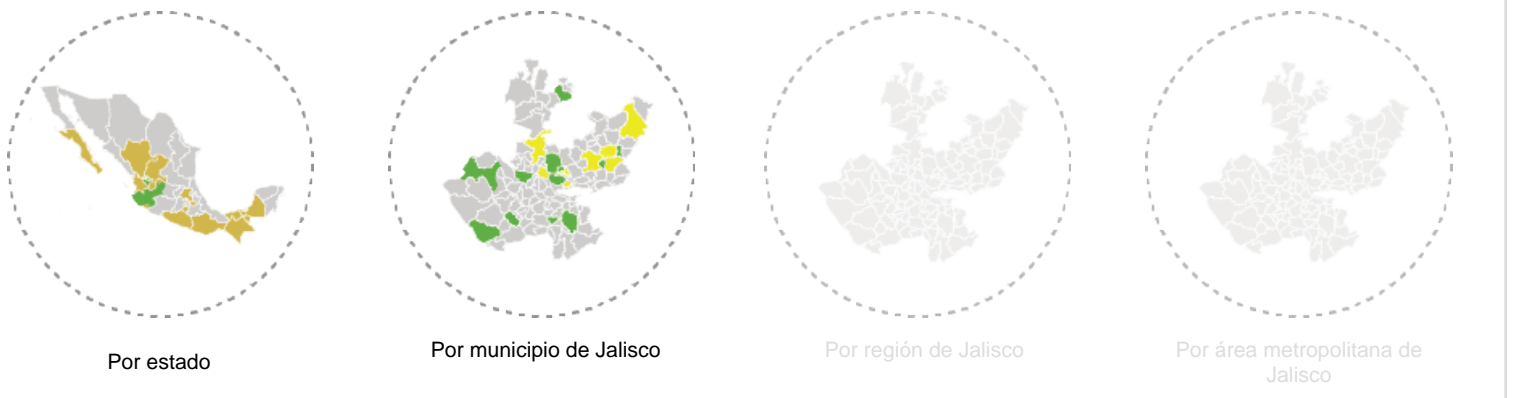 Por estado
Por municipio de Jalisco
Por región de Jalisco
Por área metropolitana de
Jalisco